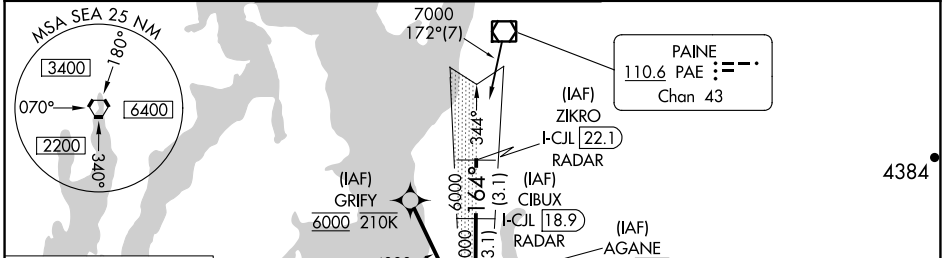 MSA SEA 25 NM
180°
3400
070°
6400
2200
340°
7000
172°(7)
PAINE
110.6 PAE
Chan 43
(IAF)
ZIKRO
I-CJL 22.1
RADAR
344°
6000
164°
(3.1)
(IAF)
CIBUX
I-CJL 18.9
RADAR
(IAF)
GRIFY
6000 210K
(3.1)
(IAF)
AGANE
4384